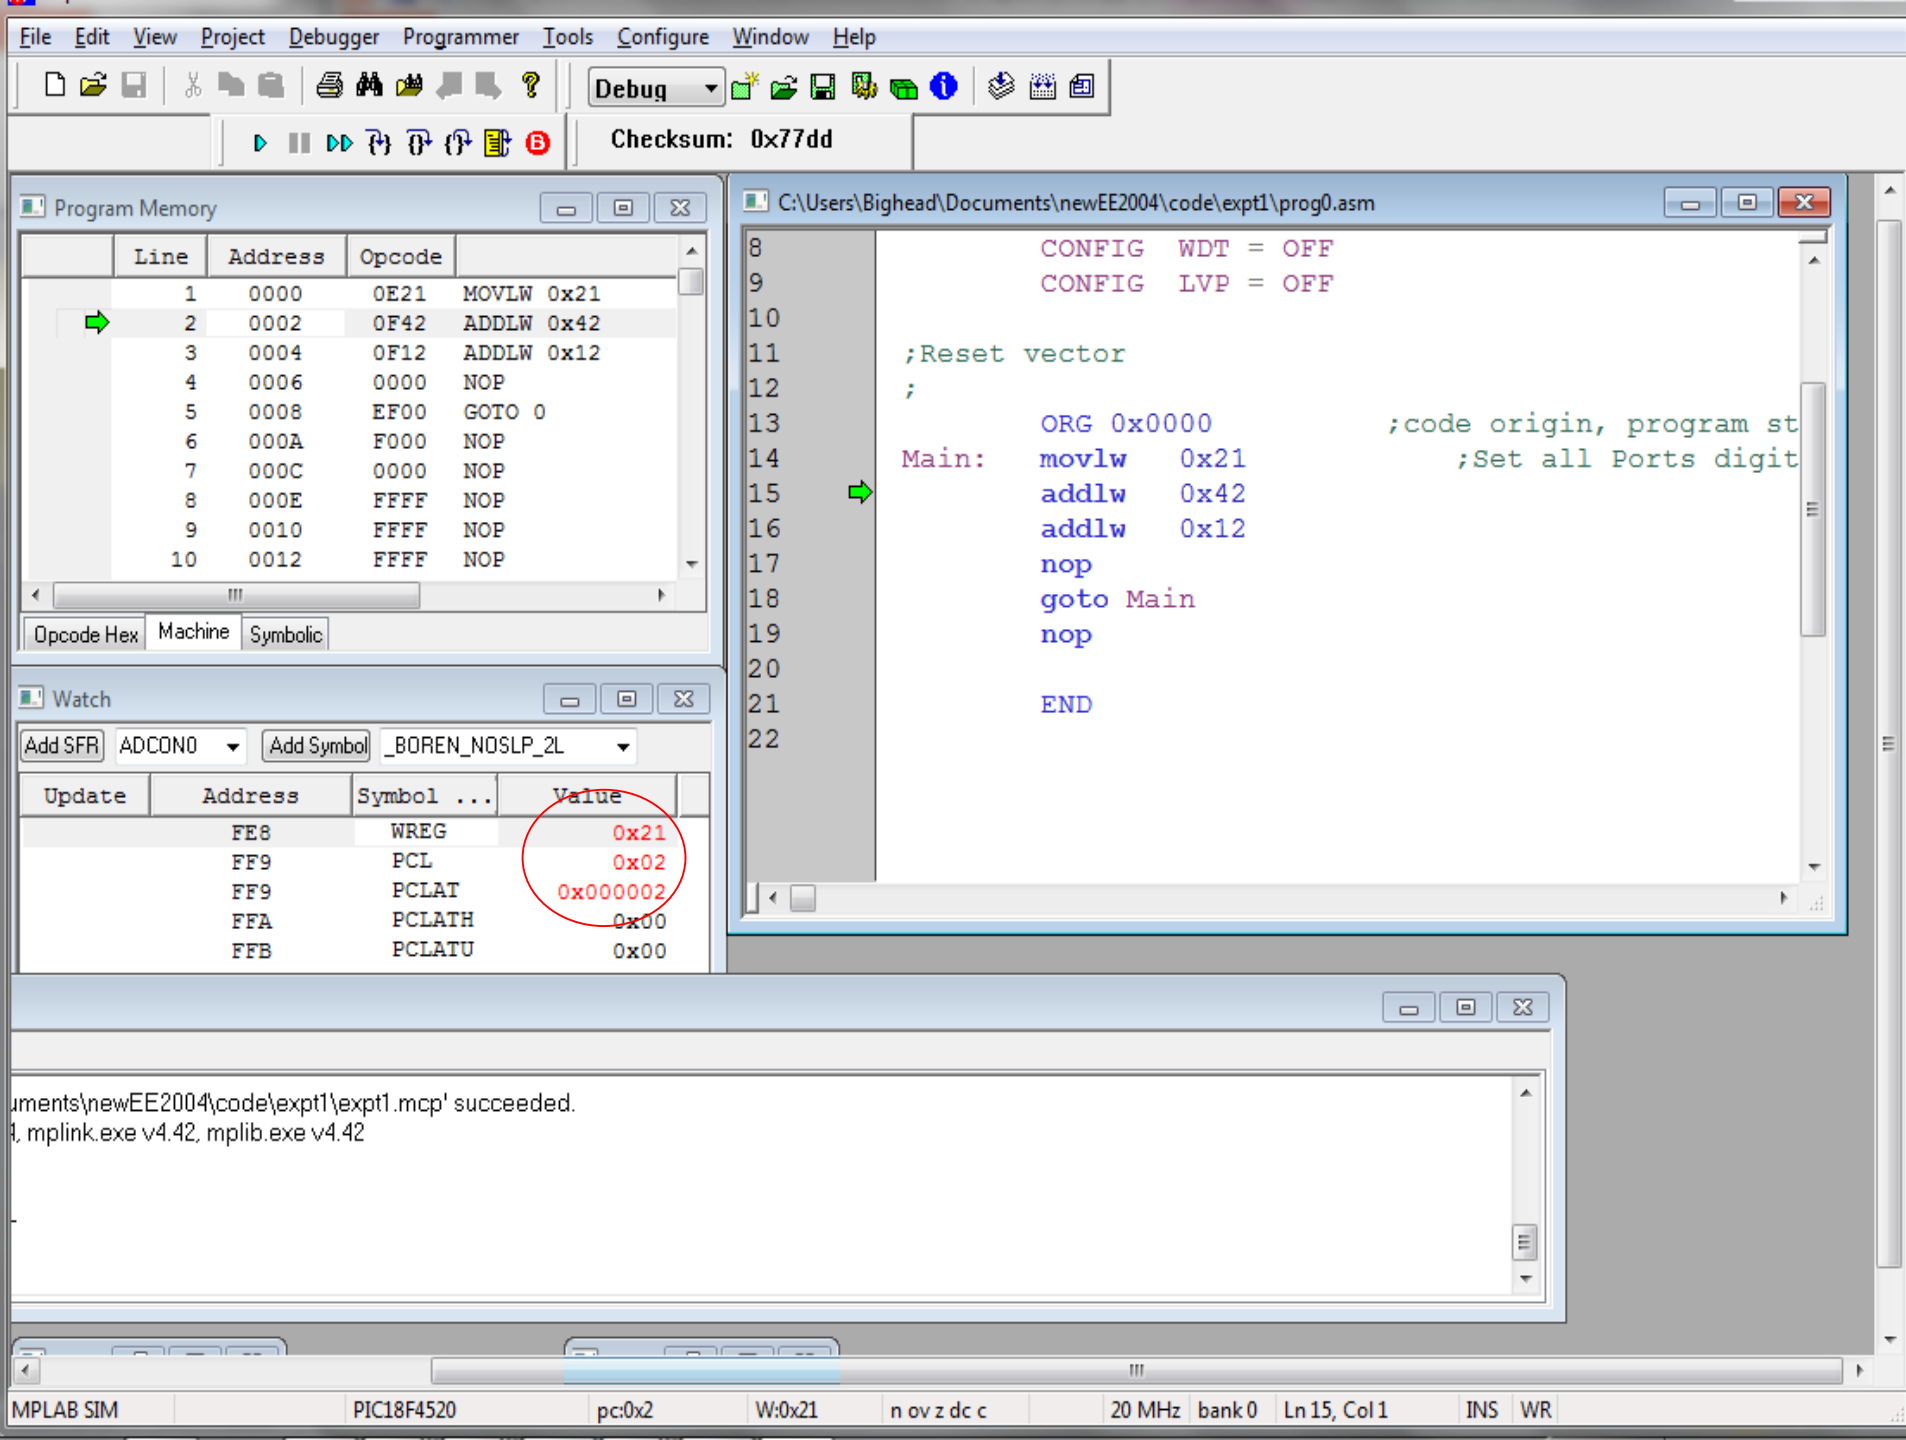 File Edit View Project Debugger Programmer Tools Configure Window Help
Debug
Checksum: 0x77dd
Program Memory
Line Address Opcode
1 0000 0E21 MOVLW 0x21
2 0002 0F42 ADDLW 0x42
3 0004 0F12 ADDLW 0x12
4 0006 0000 NOP
5 0008 EF00 GOTO 0
6 000A F000 NOP
7 000C 0000 NOP
8 000E FFFF NOP
9 0010 FFFF NOP
10 0012 FFFF NOP
Opcode Hex Machine Symbolic
C:\Users\Bighead\Documents\newEE2004\code\expt1\prog0.asm
8 CONFIG WDT = OFF
9 CONFIG LVP = OFF
10
11 ;Reset vector
12 ;
13 ORG 0x0000 ;code origin, program st
14 Main: movlw 0x21 ;Set all Ports digit
15 addlw 0x42
16 addlw 0x12
17 nop
18 goto Main
19 nop
20
21 END
22
Watch
Add SFR ADCON0 Add Symbol _BOREN_NOSLP_2L
Update Address Symbol ... Value
FE8 WREG 0x21
FF9 PCL 0x02
FF9 PCLAT 0x000002
FFA PCLATH 0x00
FFB PCLATU 0x00
uments\newEE2004\code\expt1\expt1.mcp' succeeded.
, mplink.exe v4.42, mplib.exe v4.42
MPLAB SIM PIC18F4520 pc:0x2 W:0x21 n ov z dc c 20 MHz bank 0 Ln 15, Col 1 INS WR